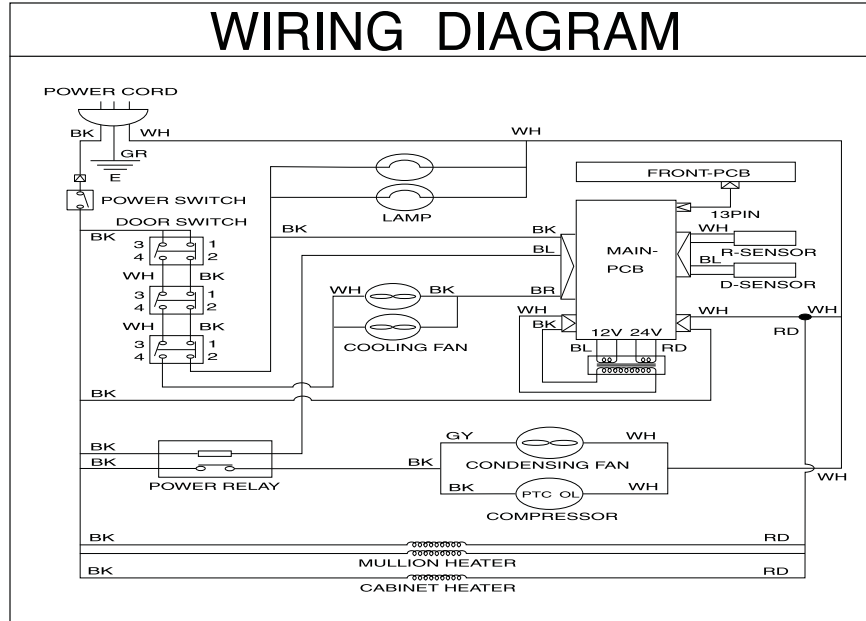 WIRING DIAGRAM
POWER CORD
BK WH WH
GR
E
POWER SWITCH
LAMP
FRONT-PCB
13PIN
DOOR SWITCH
BK BK BK WH
3 1
4 2
BL MAIN-PCB R-SENSOR
BL
D-SENSOR
WH BK WH BK BR
3 1
4 2
WH BK WH WH WH
BK RD
3 1
4 2
COOLING FAN
12V 24V
BL RD
BK
BK GY WH
BK BK CONDENSING FAN
POWER RELAY
WH
BK PTC OL WH
COMPRESSOR
BK RD
MULLION HEATER
BK RD
CABINET HEATER